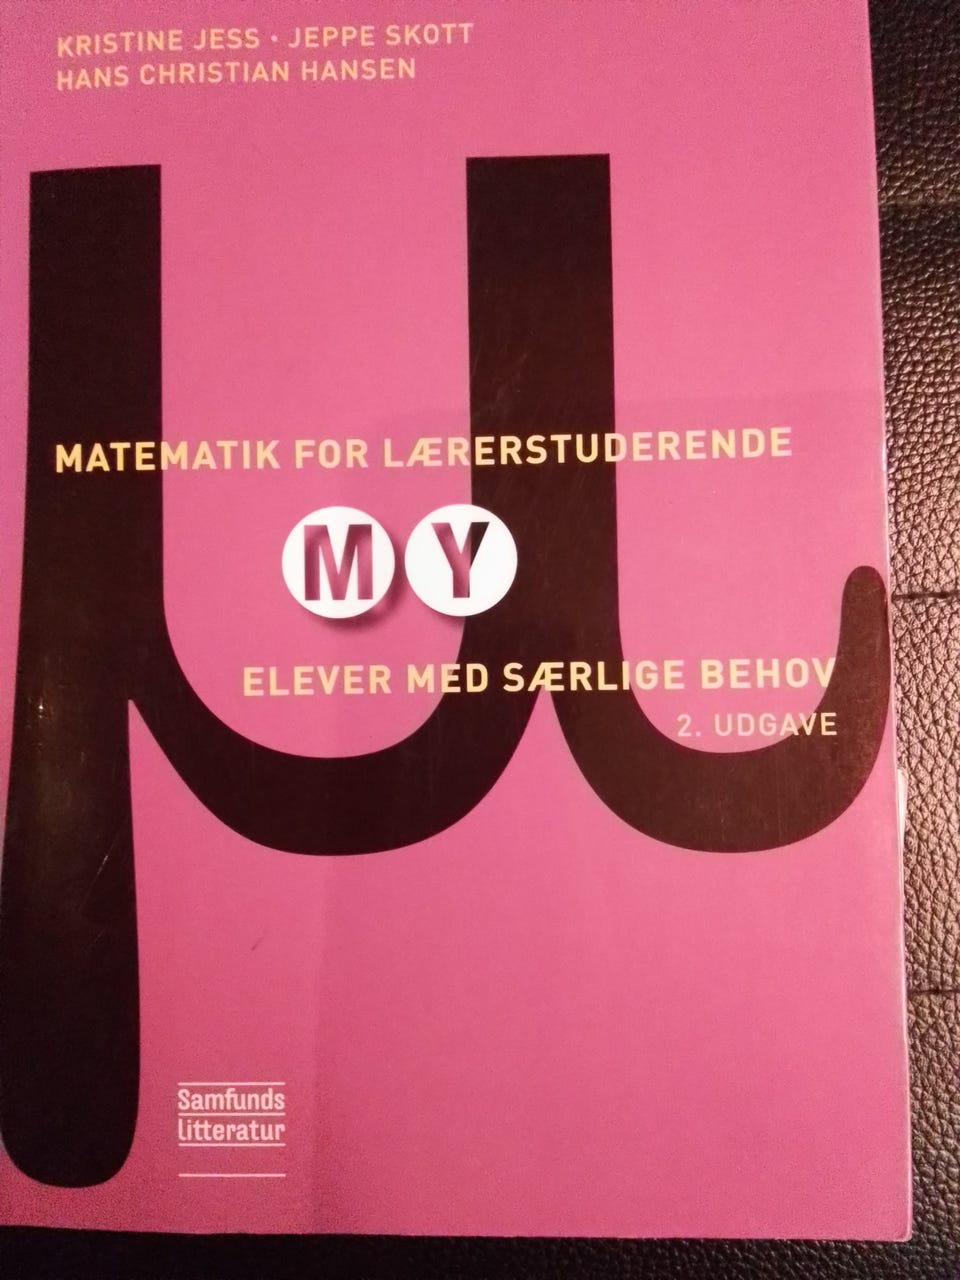 KRISTINE JESS • JEPPE SKOTT
HANS CHRISTIAN HANSEN
µ
MATEMATIK FOR LÆRERSTUDERENDE
MY
ELEVER MED SÆRLIGE BEHOV
2. UDGAVE
Samfunds
litteratur